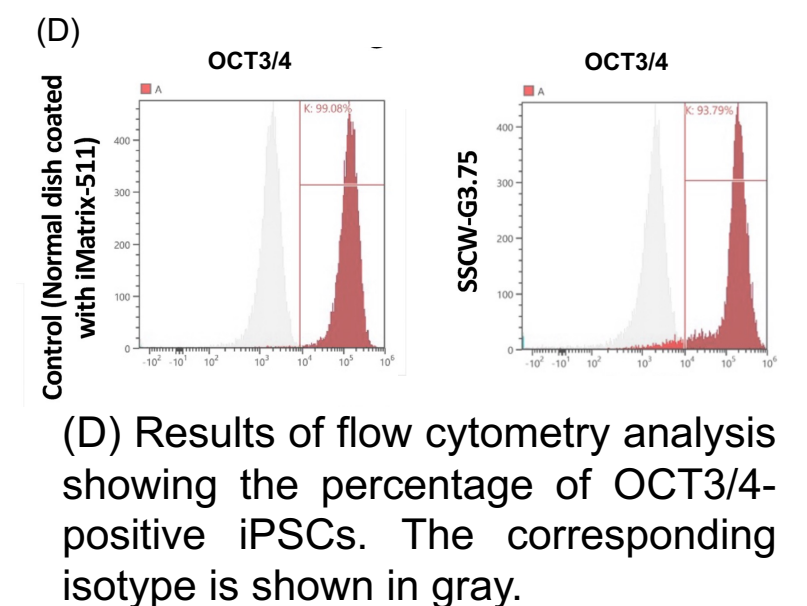 (D)
OCT3/4
A
K: 99.08%
400
300
200
100
0
-10² -10¹ 10² 10³ 10⁴ 10⁵ 10⁶
Control (Normal dish coated
with iMatrix-511)
OCT3/4
A
K: 93.79%
400
300
200
100
0
-10² -10¹ 10² 10³ 10⁴ 10⁵ 10⁶
SSCW-G3.75
(D) Results of flow cytometry analysis
showing the percentage of OCT3/4-
positive iPSCs. The corresponding
isotype is shown in gray.